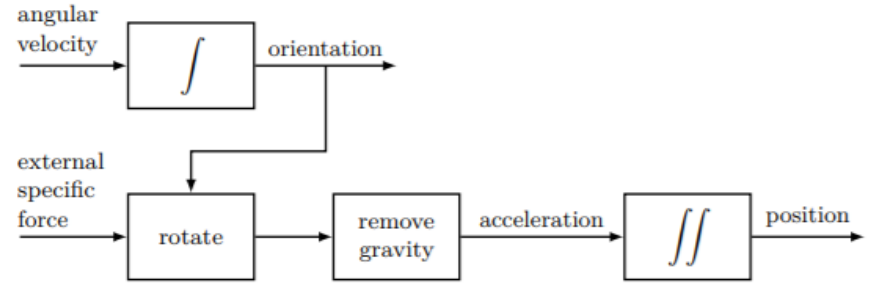 angular
velocity
∫
orientation
external
specific
force
rotate
remove
gravity
acceleration
∬
position